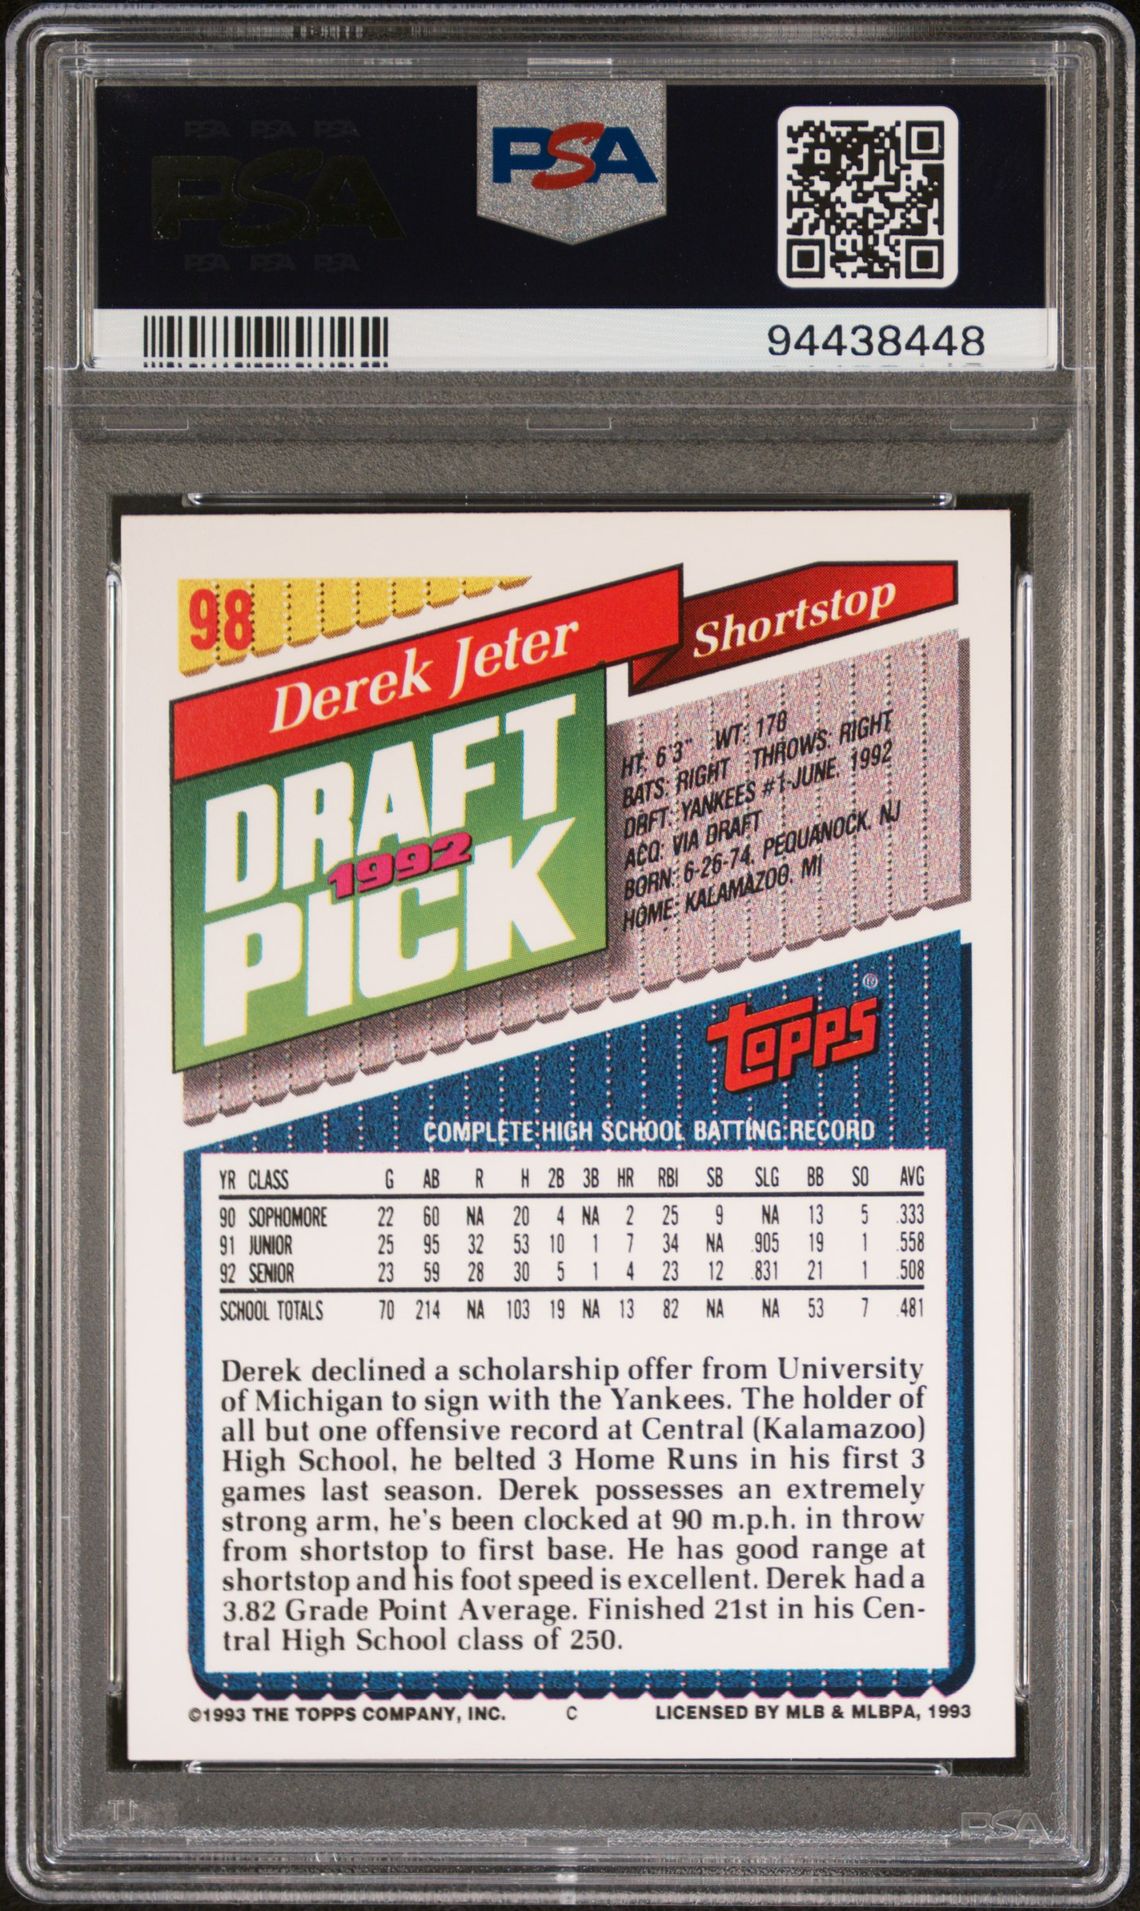 PSA PSA PSA
PSA
PSA PSA PSA
PSA
94438448
98
Derek Jeter
Shortstop
DRAFT
1992
PICK
HT: 6'3" WT: 178
BATS: RIGHT THROWS: RIGHT
DRFT: YANKEES #1-JUNE, 1992
ACQ: VIA DRAFT
BORN: 6-26-74, PEQUANOCK, NJ
HOME: KALAMAZOO, MI
Topps®
COMPLETE HIGH SCHOOL BATTING RECORD
YR CLASS G AB R H 2B 3B HR RBI SB SLG BB SO AVG
90 SOPHOMORE 22 60 NA 20 4 NA 2 25 9 NA 13 5 .333
91 JUNIOR 25 95 32 53 10 1 7 34 NA .905 19 1 .558
92 SENIOR 23 59 28 30 5 1 4 23 12 .831 21 1 .508
SCHOOL TOTALS 70 214 NA 103 19 NA 13 82 NA NA 53 7 .481
Derek declined a scholarship offer from University
of Michigan to sign with the Yankees. The holder of
all but one offensive record at Central (Kalamazoo)
High School, he belted 3 Home Runs in his first 3
games last season. Derek possesses an extremely
strong arm, he's been clocked at 90 m.p.h. in throw
from shortstop to first base. He has good range at
shortstop and his foot speed is excellent. Derek had a
3.82 Grade Point Average. Finished 21st in his Cen-
tral High School class of 250.
©1993 THE TOPPS COMPANY, INC. C LICENSED BY MLB & MLBPA, 1993
PSA